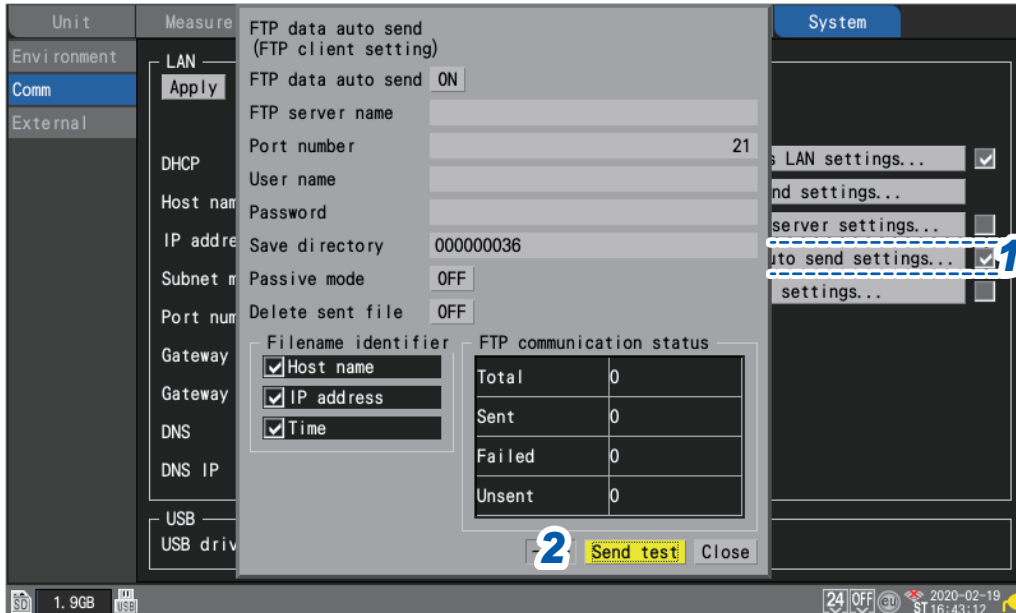 Unit
Measure
System
Environment
Comm
External
LAN
Apply
DHCP
Host nam
IP addre
Subnet m
Port num
Gateway
Gateway
DNS
DNS IP
USB
USB driv
FTP data auto send
(FTP client setting)
FTP data auto send ON
FTP server name
Port number 21
User name
Password
Save directory 000000036
Passive mode OFF
Delete sent file OFF
Filename identifier
Host name
IP address
Time
FTP communication status
Total 0
Sent 0
Failed 0
Unsent 0
2
Send test Close
s LAN settings...
nd settings...
server settings...
uto send settings... 1
settings...
SD 1.9GB USB
24 OFF eu 2020-02-19
ST 16:43:12